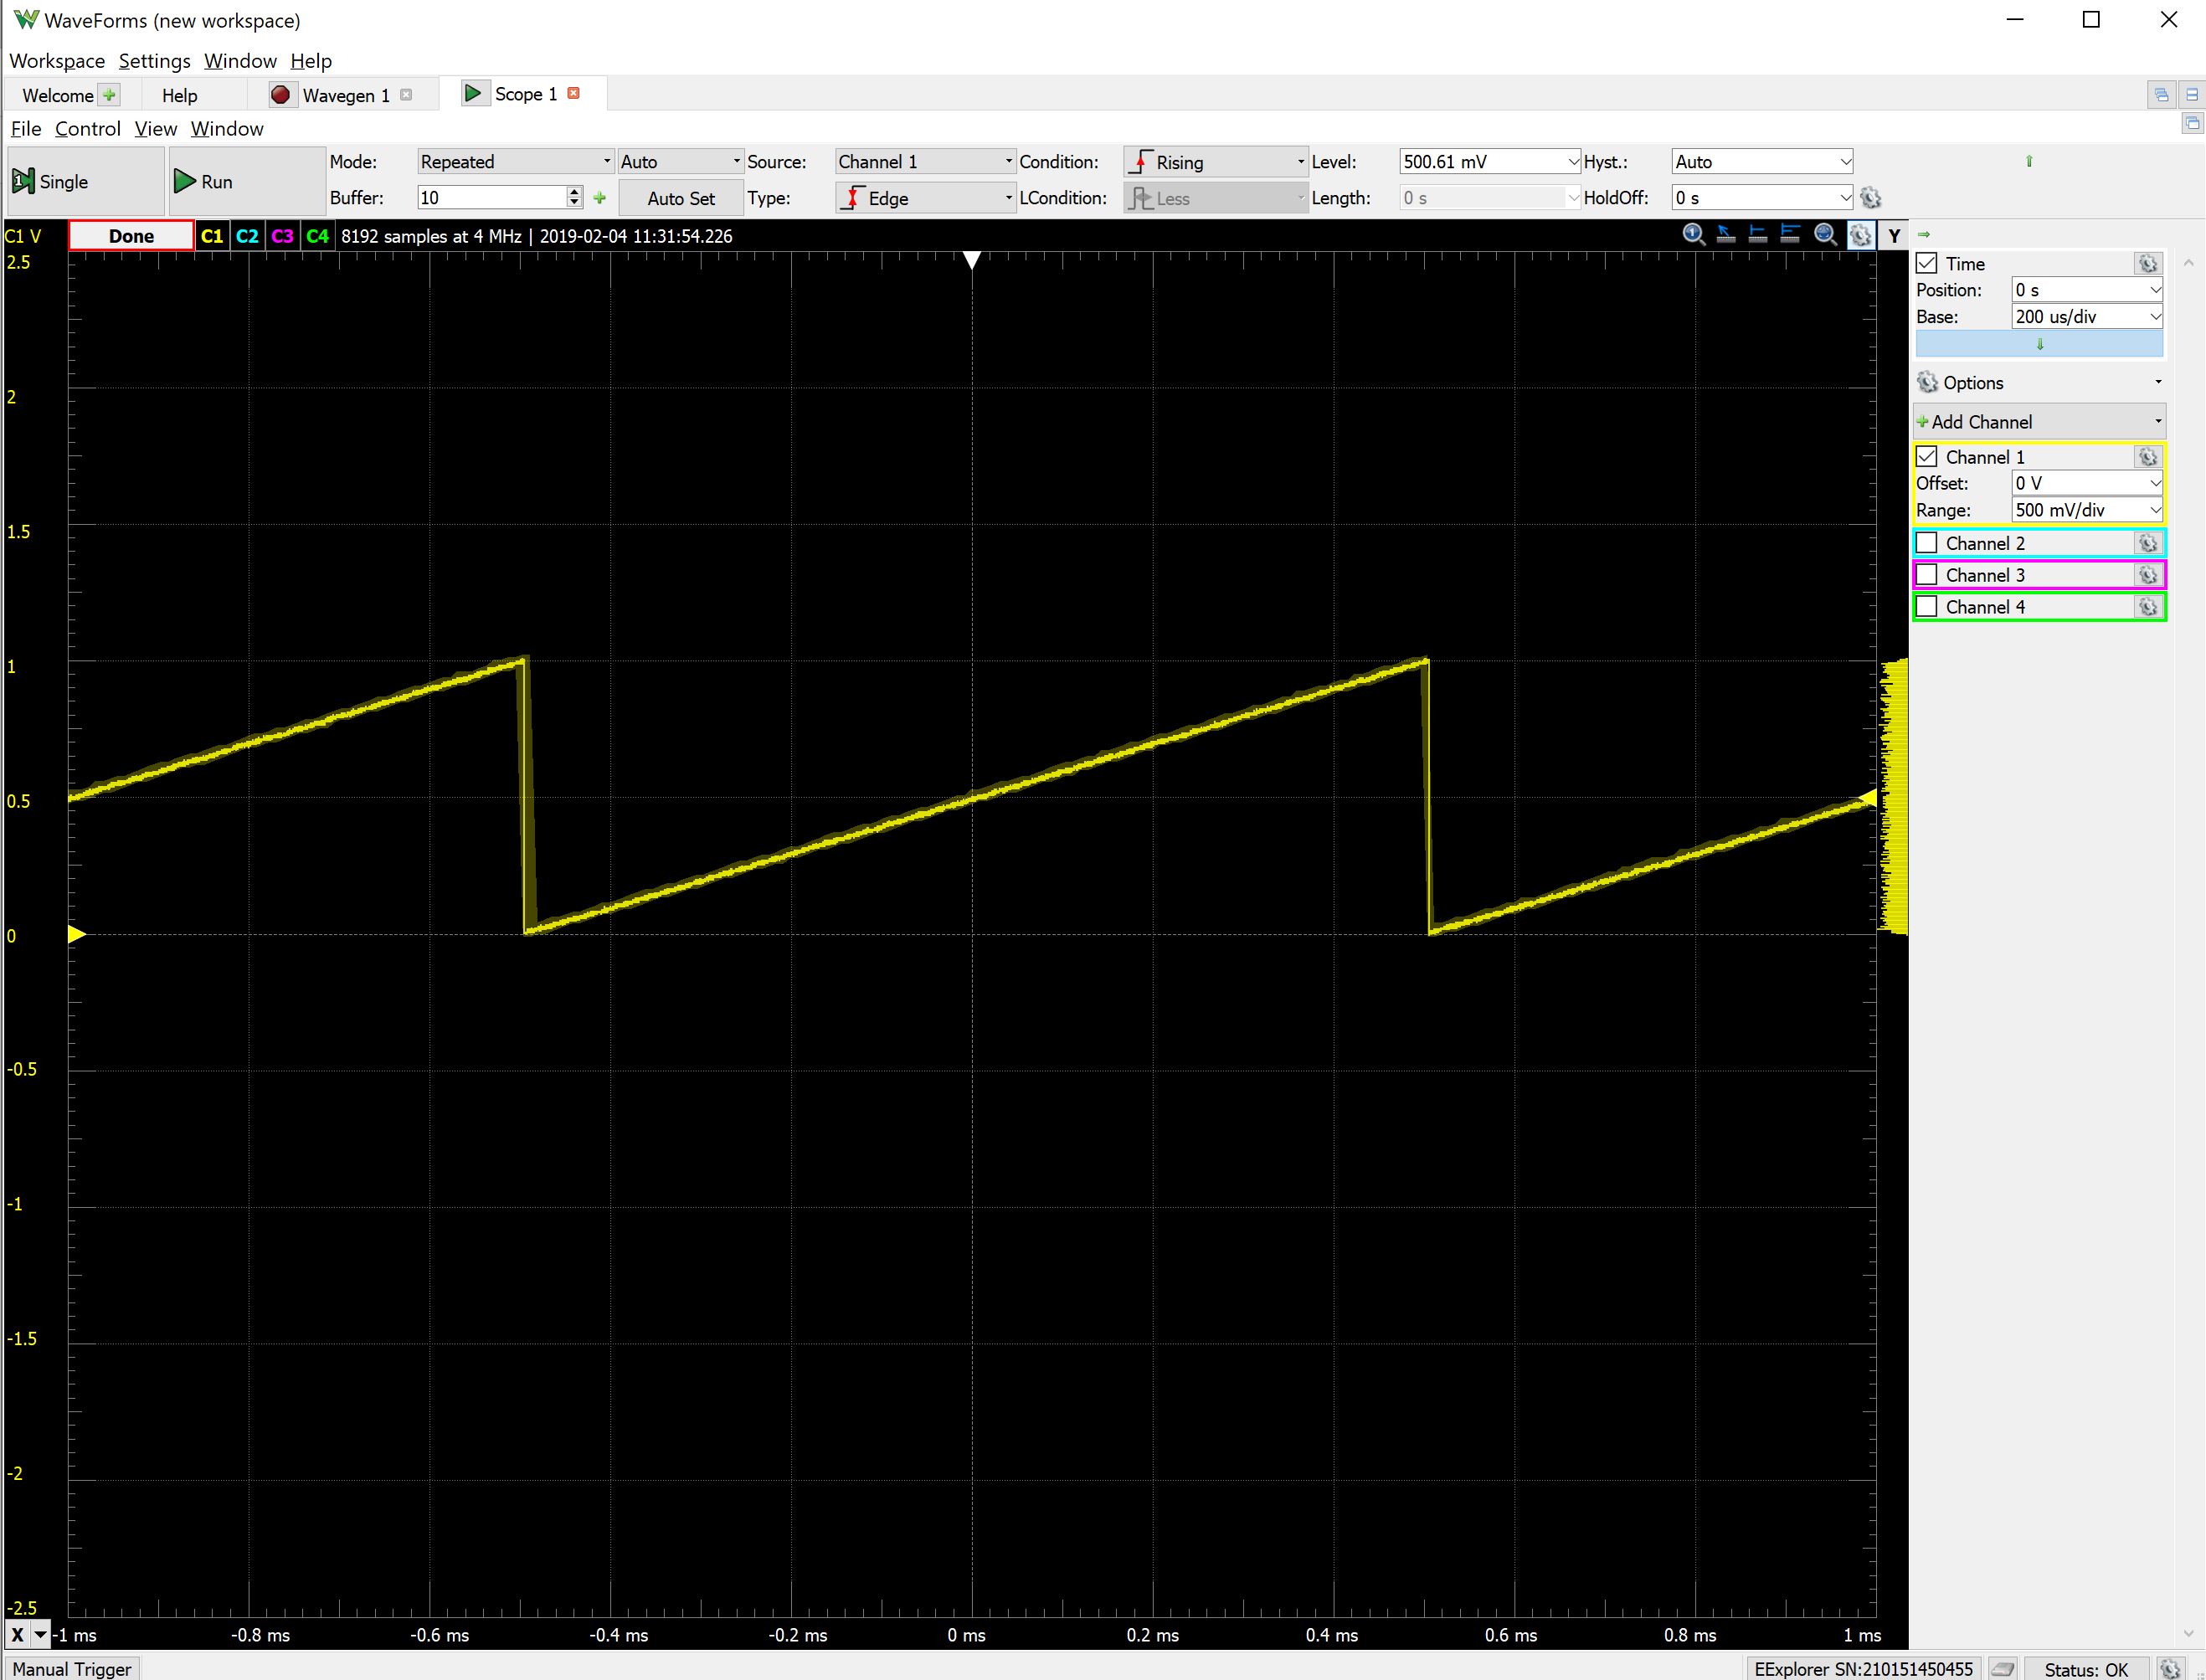 WaveForms (new workspace)
Workspace Settings Window Help
Welcome Help Wavegen 1 Scope 1
File Control View Window
Single Run Mode: Repeated Auto Source: Channel 1 Condition: Rising Level: 500.61 mV Hyst.: Auto
Buffer: 10 Auto Set Type: Edge LCondition: Less Length: 0 s HoldOff: 0 s
C1 V Done C1 C2 C3 C4 8192 samples at 4 MHz | 2019-02-04 11:31:54.226 Y
2.5
2
1.5
1
0.5
0
-0.5
-1
-1.5
-2
-2.5
X -1 ms -0.8 ms -0.6 ms -0.4 ms -0.2 ms 0 ms 0.2 ms 0.4 ms 0.6 ms 0.8 ms 1 ms
Time
Position: 0 s
Base: 200 us/div
Options
Add Channel
Channel 1
Offset: 0 V
Range: 500 mV/div
Channel 2
Channel 3
Channel 4
Manual Trigger EExplorer SN:210151450455 Status: OK